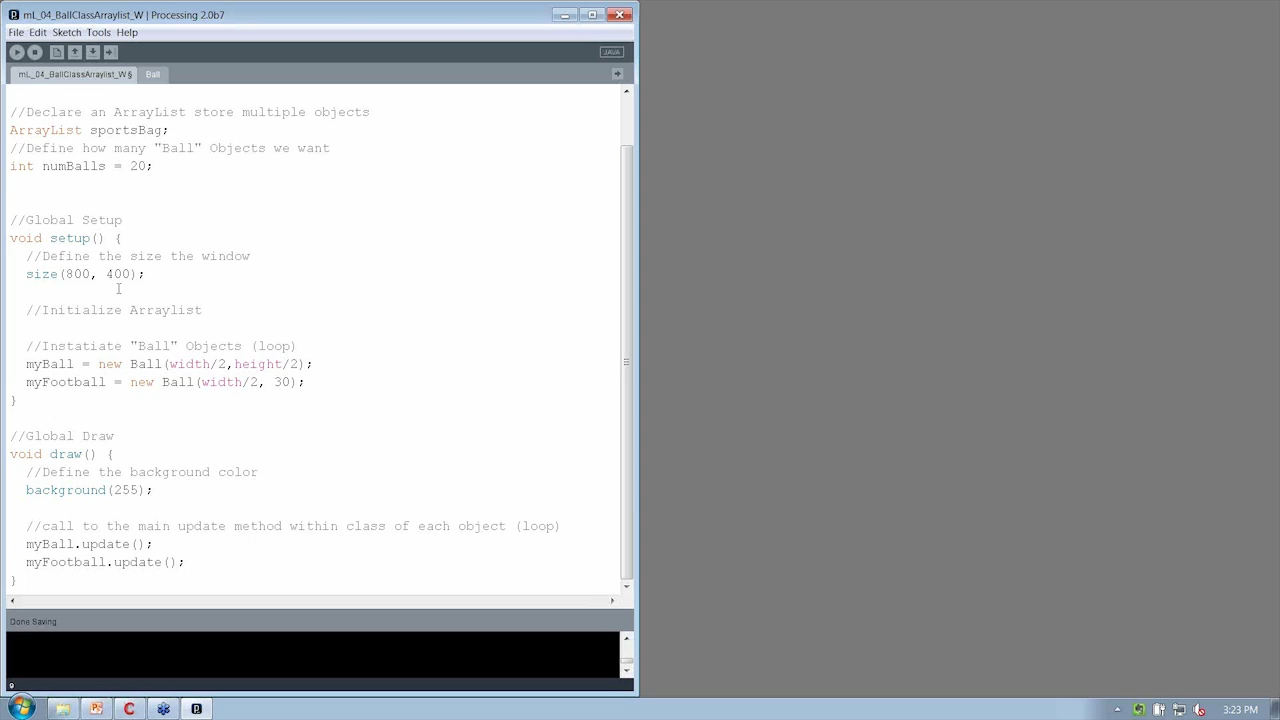 mL_04_BallClassArraylist_W | Processing 2.0b7
File Edit Sketch Tools Help
JAVA
mL_04_BallClassArraylist_W§ Ball
//Declare an ArrayList store multiple objects
ArrayList sportsBag;
//Define how many "Ball" Objects we want
int numBalls = 20;
//Global Setup
void setup() {
//Define the size the window
size(800, 400);
//Initialize Arraylist
//Instatiate "Ball" Objects (loop)
myBall = new Ball(width/2,height/2);
myFootball = new Ball(width/2, 30);
}
//Global Draw
void draw() {
//Define the background color
background(255);
//call to the main update method within class of each object (loop)
myBall.update();
myFootball.update();
}
Done Saving
9
3:23 PM